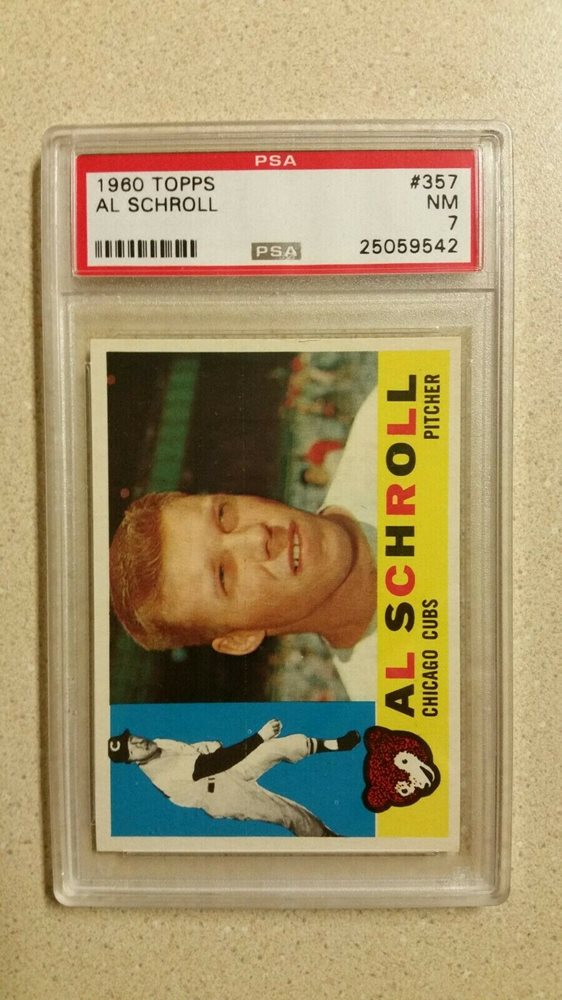 PSA
1960 TOPPS #357
AL SCHROLL NM
7
PSA 25059542
AL SCHROLL
CHICAGO CUBS PITCHER
C